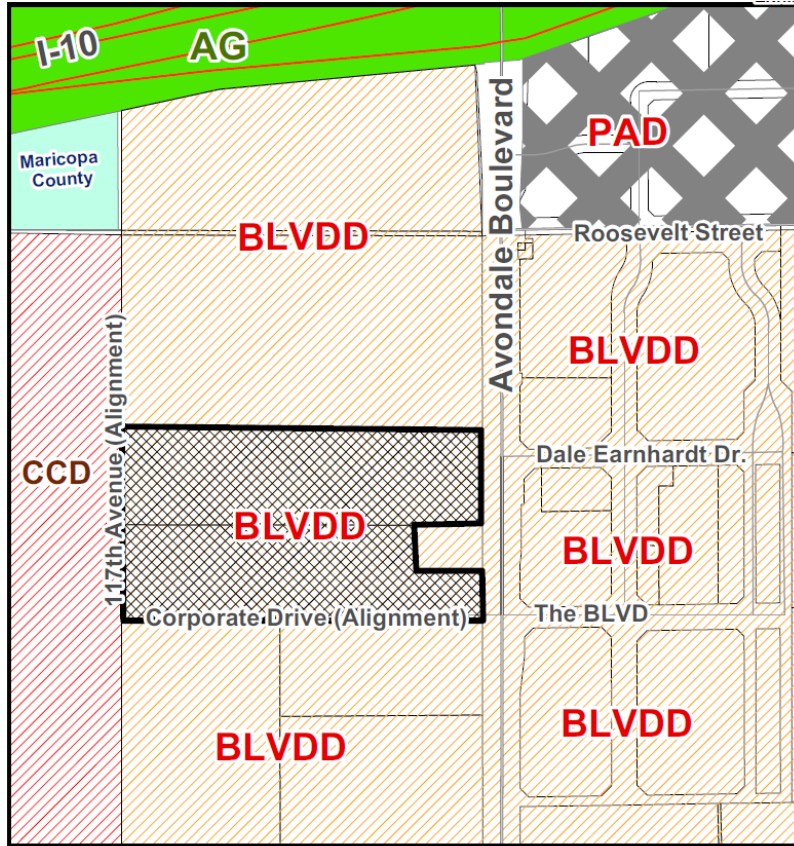 I-10
AG
PAD
Maricopa
County
BLVDD
Roosevelt Street
Avondale Boulevard
BLVDD
117th Avenue (Alignment)
Dale Earnhardt Dr.
CCD
BLVDD
BLVDD
Corporate Drive (Alignment)
The BLVD
BLVDD
BLVDD